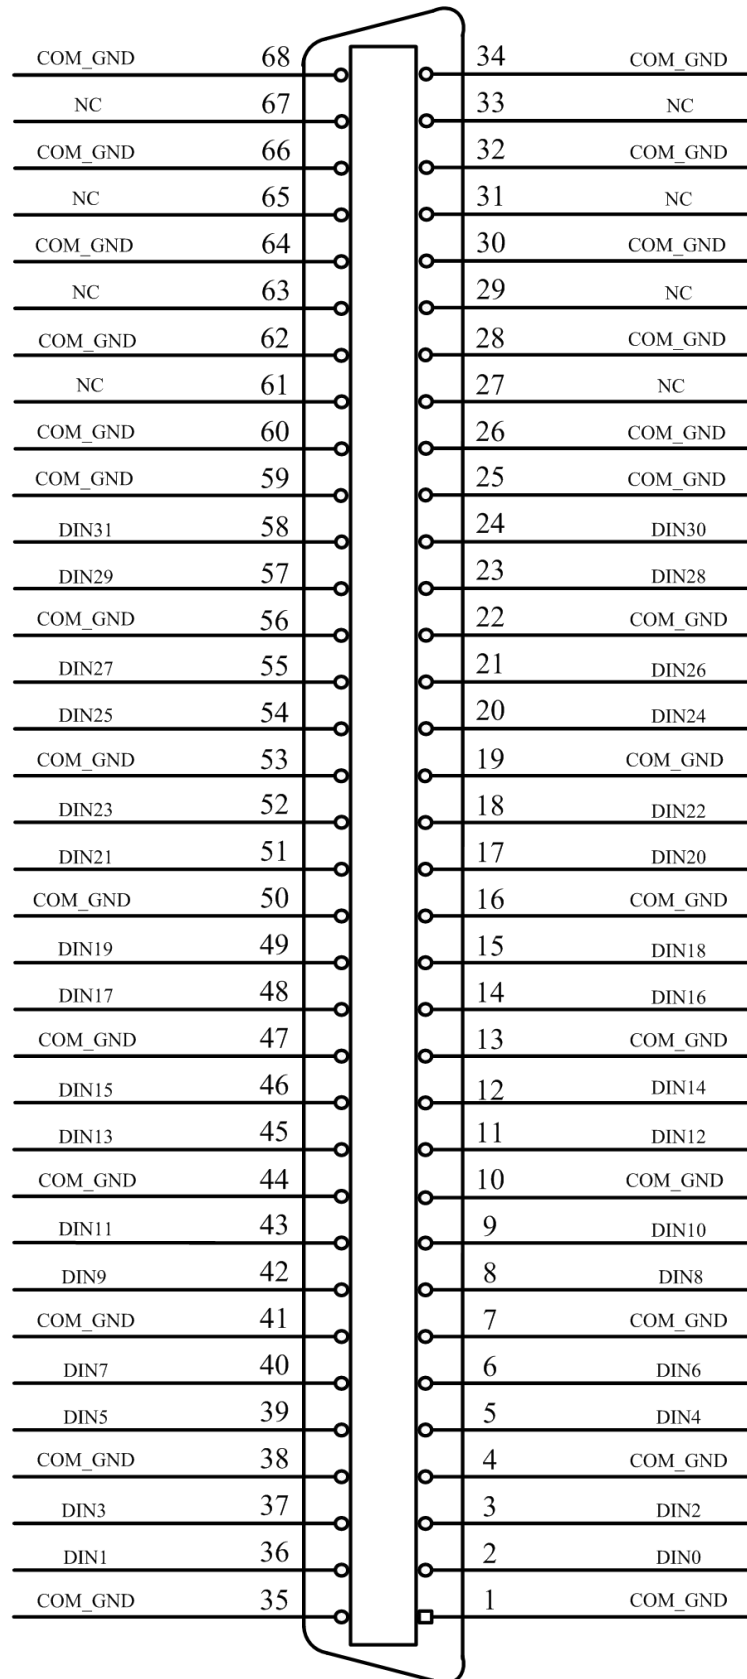 COM_GND 68 34 COM_GND
NC 67 33 NC
COM_GND 66 32 COM_GND
NC 65 31 NC
COM_GND 64 30 COM_GND
NC 63 29 NC
COM_GND 62 28 COM_GND
NC 61 27 NC
COM_GND 60 26 COM_GND
COM_GND 59 25 COM_GND
DIN31 58 24 DIN30
DIN29 57 23 DIN28
COM_GND 56 22 COM_GND
DIN27 55 21 DIN26
DIN25 54 20 DIN24
COM_GND 53 19 COM_GND
DIN23 52 18 DIN22
DIN21 51 17 DIN20
COM_GND 50 16 COM_GND
DIN19 49 15 DIN18
DIN17 48 14 DIN16
COM_GND 47 13 COM_GND
DIN15 46 12 DIN14
DIN13 45 11 DIN12
COM_GND 44 10 COM_GND
DIN11 43 9 DIN10
DIN9 42 8 DIN8
COM_GND 41 7 COM_GND
DIN7 40 6 DIN6
DIN5 39 5 DIN4
COM_GND 38 4 COM_GND
DIN3 37 3 DIN2
DIN1 36 2 DIN0
COM_GND 35 1 COM_GND